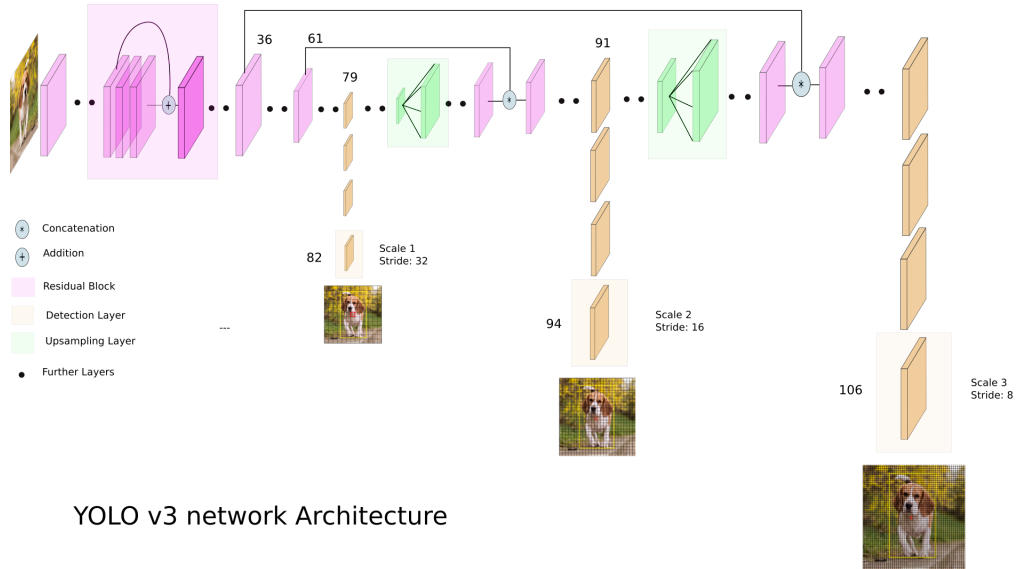 36
61
79
91
Concatenation
Addition
Residual Block
Detection Layer
Upsampling Layer
Further Layers
---
82
Scale 1
Stride: 32
94
Scale 2
Stride: 16
106
Scale 3
Stride: 8
YOLO v3 network Architecture